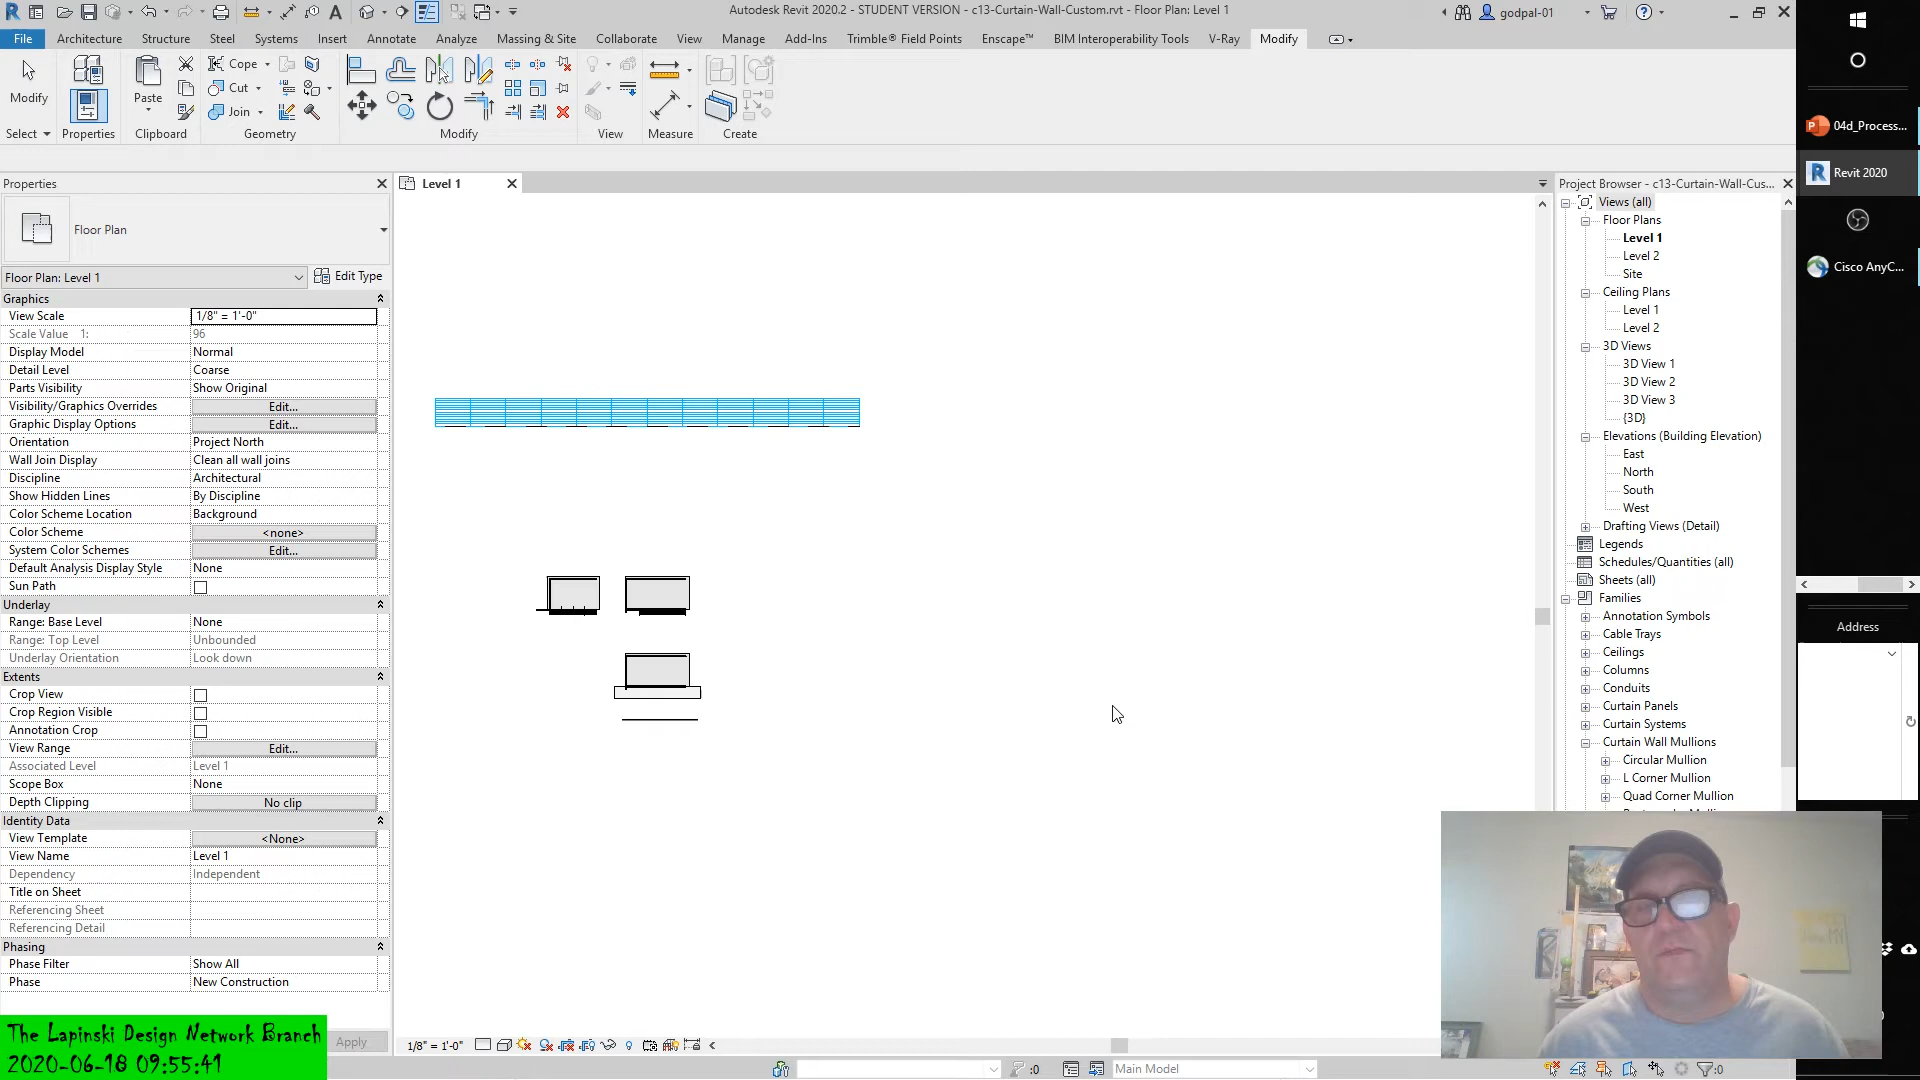 Autodesk Revit 2020.2 - STUDENT VERSION - c13-Curtain-Wall-Custom.rvt - Floor Plan: Level 1
godpal-01
File
Architecture
Structure
Steel
Systems
Insert
Annotate
Analyze
Massing & Site
Collaborate
View
Manage
Add-Ins
Trimble® Field Points
Enscape™
BIM Interoperability Tools
V-Ray
Modify
Modify
Paste
Cope
Cut
Join
Select
Properties
Clipboard
Geometry
Modify
View
Measure
Create
04d_Process...
Revit 2020
Cisco AnyC...
Address
Properties
Floor Plan
Floor Plan: Level 1
Edit Type
Graphics
View Scale 1/8" = 1'-0"
Scale Value 1: 96
Display Model Normal
Detail Level Coarse
Parts Visibility Show Original
Visibility/Graphics Overrides Edit...
Graphic Display Options Edit...
Orientation Project North
Wall Join Display Clean all wall joins
Discipline Architectural
Show Hidden Lines By Discipline
Color Scheme Location Background
Color Scheme <none>
System Color Schemes Edit...
Default Analysis Display Style None
Sun Path
Underlay
Range: Base Level None
Range: Top Level Unbounded
Underlay Orientation Look down
Extents
Crop View
Crop Region Visible
Annotation Crop
View Range Edit...
Associated Level Level 1
Scope Box None
Depth Clipping No clip
Identity Data
View Template <None>
View Name Level 1
Dependency Independent
Title on Sheet
Referencing Sheet
Referencing Detail
Phasing
Phase Filter Show All
Phase New Construction
Apply
The Lapinski Design Network Branch
2020-06-18 09:55:41
Level 1
1/8" = 1'-0"
:0
Main Model
:0
Project Browser - c13-Curtain-Wall-Cus...
Views (all)
Floor Plans
Level 1
Level 2
Site
Ceiling Plans
Level 1
Level 2
3D Views
3D View 1
3D View 2
3D View 3
{3D}
Elevations (Building Elevation)
East
North
South
West
Drafting Views (Detail)
Legends
Schedules/Quantities (all)
Sheets (all)
Families
Annotation Symbols
Cable Trays
Ceilings
Columns
Conduits
Curtain Panels
Curtain Systems
Curtain Wall Mullions
Circular Mullion
L Corner Mullion
Quad Corner Mullion